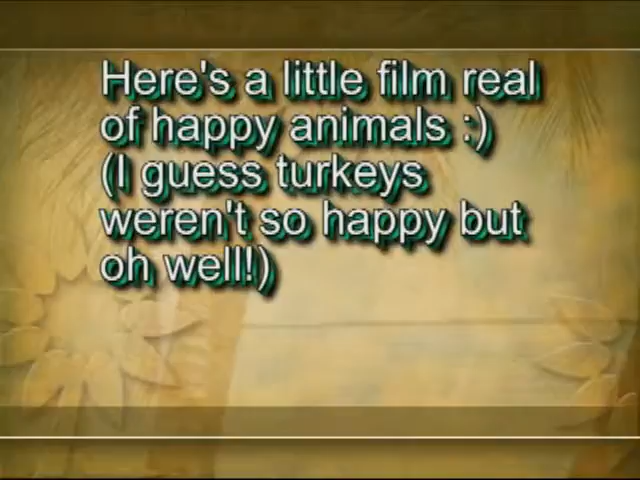 Here's a little film real
of happy animals :)
(I guess turkeys
weren't so happy but
oh well!)